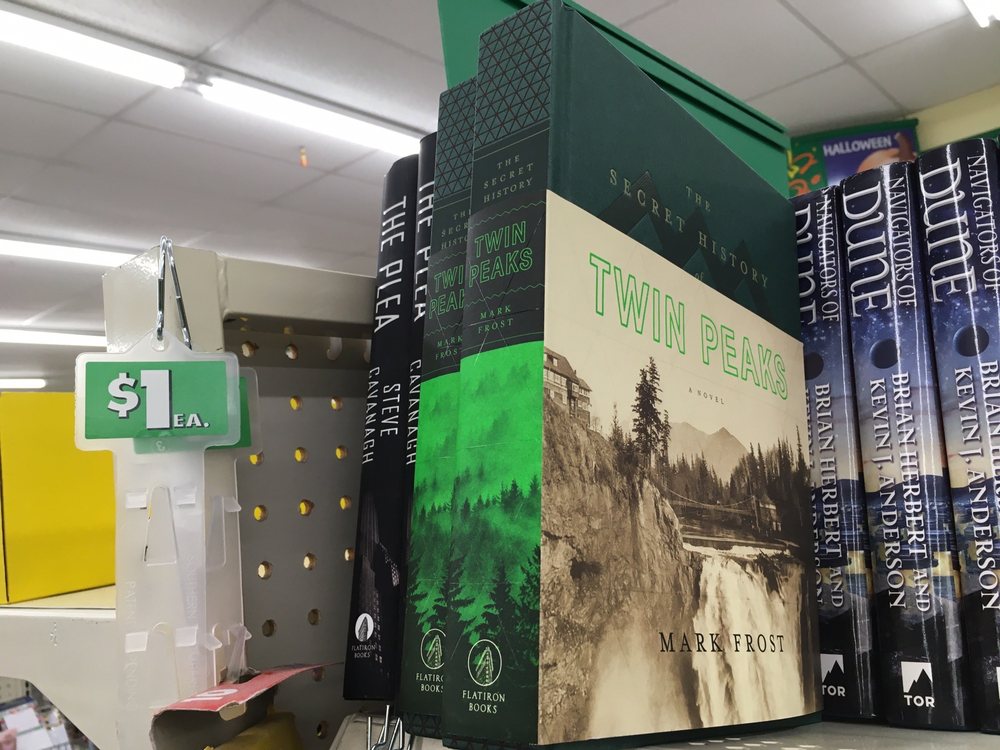 $1 EA.
THE PLEA
STEVE
CAVANAGH
FLATIRON
BOOKS
THE PLEA
CAVANAGH
THE
SECRET
HISTORY
TWIN
PEAKS
MARK
FROST
FLATIRON
BOOKS
THE
SECRET
HISTORY
TWIN
PEAKS
MARK
FROST
FLATIRON
BOOKS
THE
SECRET HISTORY
OF
TWIN PEAKS
A NOVEL
MARK FROST
HALLOWEEN
NAVIGATORS OF
DUNE
BRIAN HERBERT AND
TOR
NAVIGATORS OF
DUNE
BRIAN HERBERT AND
KEVIN J. ANDERSON
TOR
NAVIGATORS OF
DUNE
KEVIN J. ANDERSON